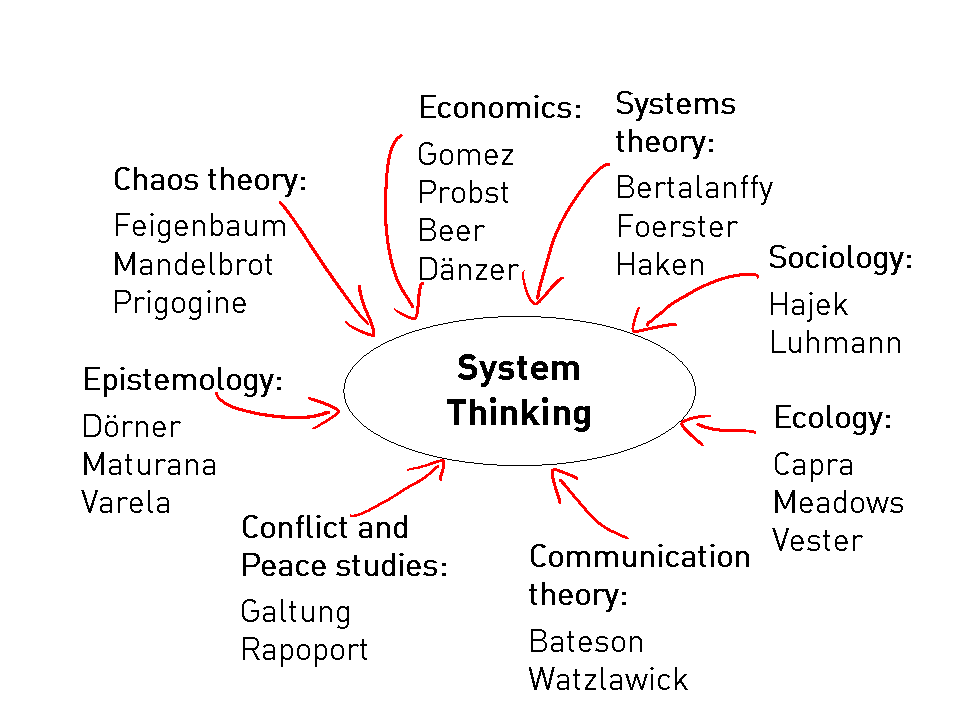 Economics:
Gomez
Probst
Beer
Dänzer
Systems
theory:
Bertalanffy
Foerster
Haken
Chaos theory:
Feigenbaum
Mandelbrot
Prigogine
Sociology:
Hajek
Luhmann
System
Thinking
Epistemology:
Dörner
Maturana
Varela
Ecology:
Capra
Meadows
Vester
Conflict and
Peace studies:
Galtung
Rapoport
Communication
theory:
Bateson
Watzlawick